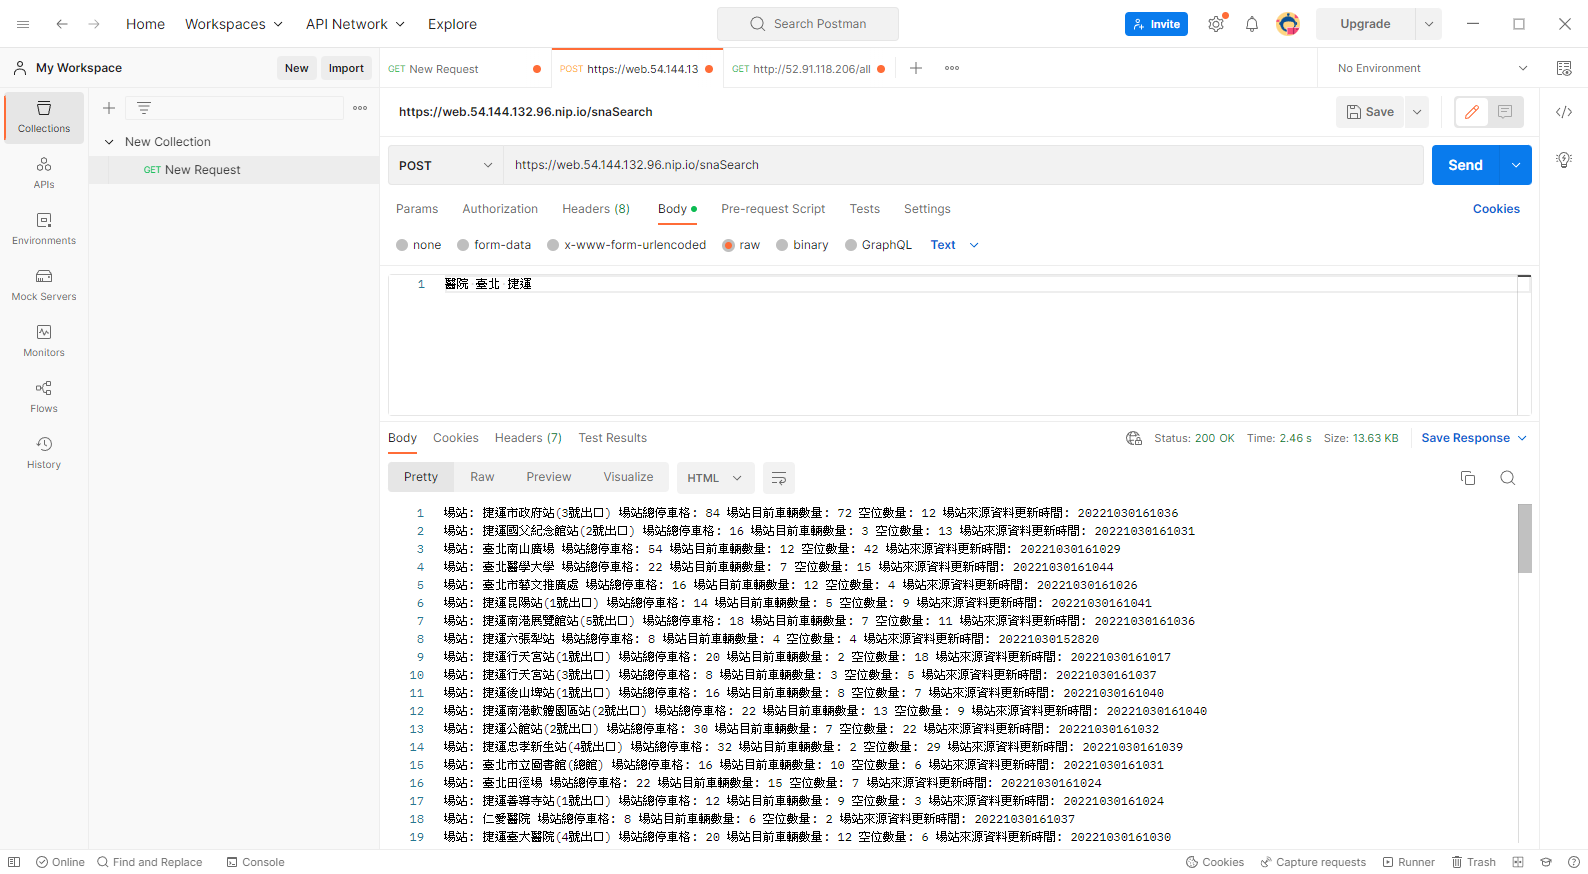 Home Workspaces API Network Explore Search Postman Invite Upgrade
My Workspace New Import GET New Request POST https://web.54.144.13 GET http://52.91.118.206/all No Environment
Collections
APIs
Environments
Mock Servers
Monitors
Flows
History
New Collection
GET New Request
https://web.54.144.132.96.nip.io/snaSearch Save
POST https://web.54.144.132.96.nip.io/snaSearch Send
Params Authorization Headers (8) Body Pre-request Script Tests Settings Cookies
none form-data x-www-form-urlencoded raw binary GraphQL Text
1 醫院 臺北 捷運
Body Cookies Headers (7) Test Results Status: 200 OK Time: 2.46 s Size: 13.63 KB Save Response
Pretty Raw Preview Visualize HTML
1 場站: 捷運市政府站(3號出口) 場站總停車格: 84 場站目前車輛數量: 72 空位數量: 12 場站來源資料更新時間: 20221030161036
2 場站: 捷運國父紀念館站(2號出口) 場站總停車格: 16 場站目前車輛數量: 3 空位數量: 13 場站來源資料更新時間: 20221030161031
3 場站: 臺北南山廣場 場站總停車格: 54 場站目前車輛數量: 12 空位數量: 42 場站來源資料更新時間: 20221030161029
4 場站: 臺北醫學大學 場站總停車格: 22 場站目前車輛數量: 7 空位數量: 15 場站來源資料更新時間: 20221030161044
5 場站: 臺北市藝文推廣處 場站總停車格: 16 場站目前車輛數量: 12 空位數量: 4 場站來源資料更新時間: 20221030161026
6 場站: 捷運昆陽站(1號出口) 場站總停車格: 14 場站目前車輛數量: 5 空位數量: 9 場站來源資料更新時間: 20221030161041
7 場站: 捷運南港展覽館站(5號出口) 場站總停車格: 18 場站目前車輛數量: 7 空位數量: 11 場站來源資料更新時間: 20221030161036
8 場站: 捷運六張犁站 場站總停車格: 8 場站目前車輛數量: 4 空位數量: 4 場站來源資料更新時間: 20221030152820
9 場站: 捷運行天宮站(1號出口) 場站總停車格: 20 場站目前車輛數量: 2 空位數量: 18 場站來源資料更新時間: 20221030161017
10 場站: 捷運行天宮站(3號出口) 場站總停車格: 8 場站目前車輛數量: 3 空位數量: 5 場站來源資料更新時間: 20221030161037
11 場站: 捷運後山埤站(1號出口) 場站總停車格: 16 場站目前車輛數量: 8 空位數量: 7 場站來源資料更新時間: 20221030161040
12 場站: 捷運南港軟體園區站(2號出口) 場站總停車格: 22 場站目前車輛數量: 13 空位數量: 9 場站來源資料更新時間: 20221030161040
13 場站: 捷運公館站(2號出口) 場站總停車格: 30 場站目前車輛數量: 7 空位數量: 22 場站來源資料更新時間: 20221030161032
14 場站: 捷運忠孝新生站(4號出口) 場站總停車格: 32 場站目前車輛數量: 2 空位數量: 29 場站來源資料更新時間: 20221030161039
15 場站: 臺北市立圖書館(總館) 場站總停車格: 16 場站目前車輛數量: 10 空位數量: 6 場站來源資料更新時間: 20221030161031
16 場站: 臺北田徑場 場站總停車格: 22 場站目前車輛數量: 15 空位數量: 7 場站來源資料更新時間: 20221030161024
17 場站: 捷運善導寺站(1號出口) 場站總停車格: 12 場站目前車輛數量: 9 空位數量: 3 場站來源資料更新時間: 20221030161024
18 場站: 仁愛醫院 場站總停車格: 8 場站目前車輛數量: 6 空位數量: 2 場站來源資料更新時間: 20221030161037
19 場站: 捷運臺大醫院(4號出口) 場站總停車格: 20 場站目前車輛數量: 12 空位數量: 6 場站來源資料更新時間: 20221030161030
Online Find and Replace Console Cookies Capture requests Runner Trash